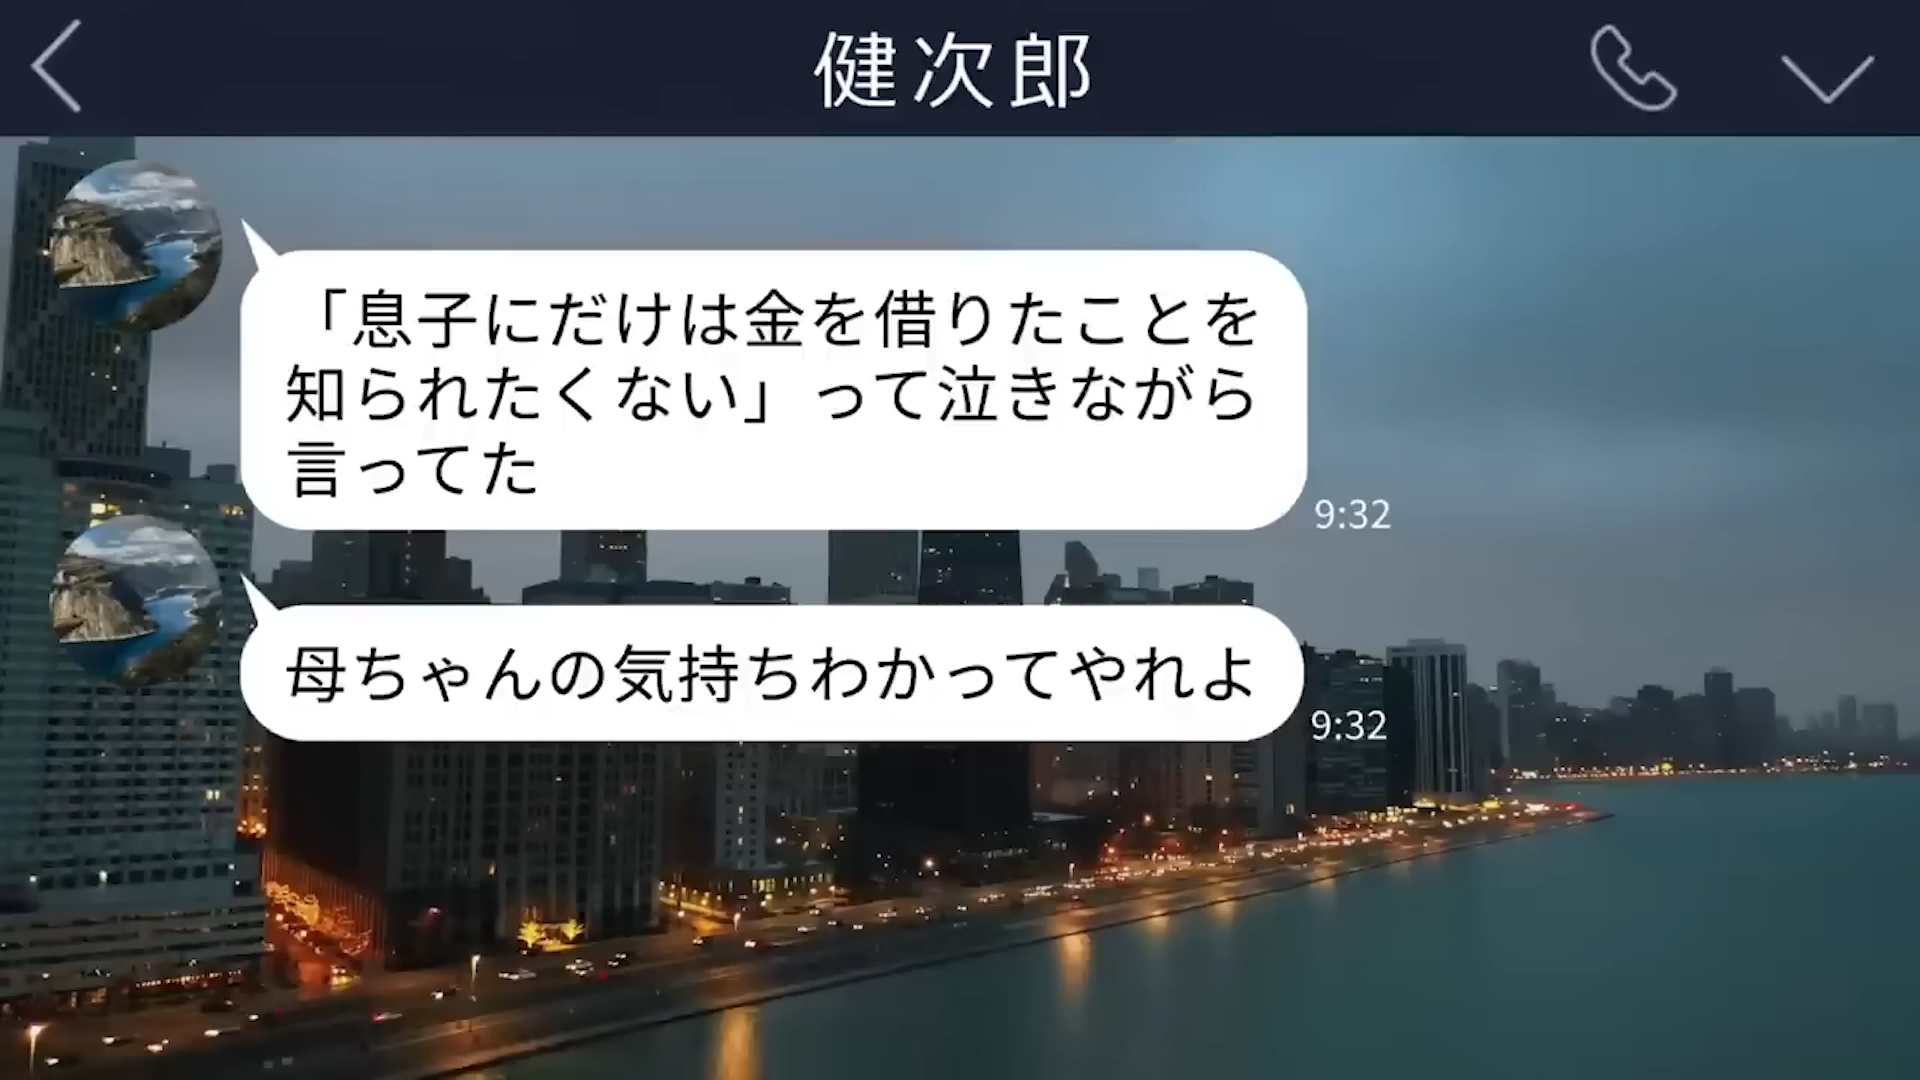 健次郎
「息子にだけは金を借りたことを
知られたくない」って泣きながら
言ってた
9:32
母ちゃんの気持ちわかってやれよ
9:32